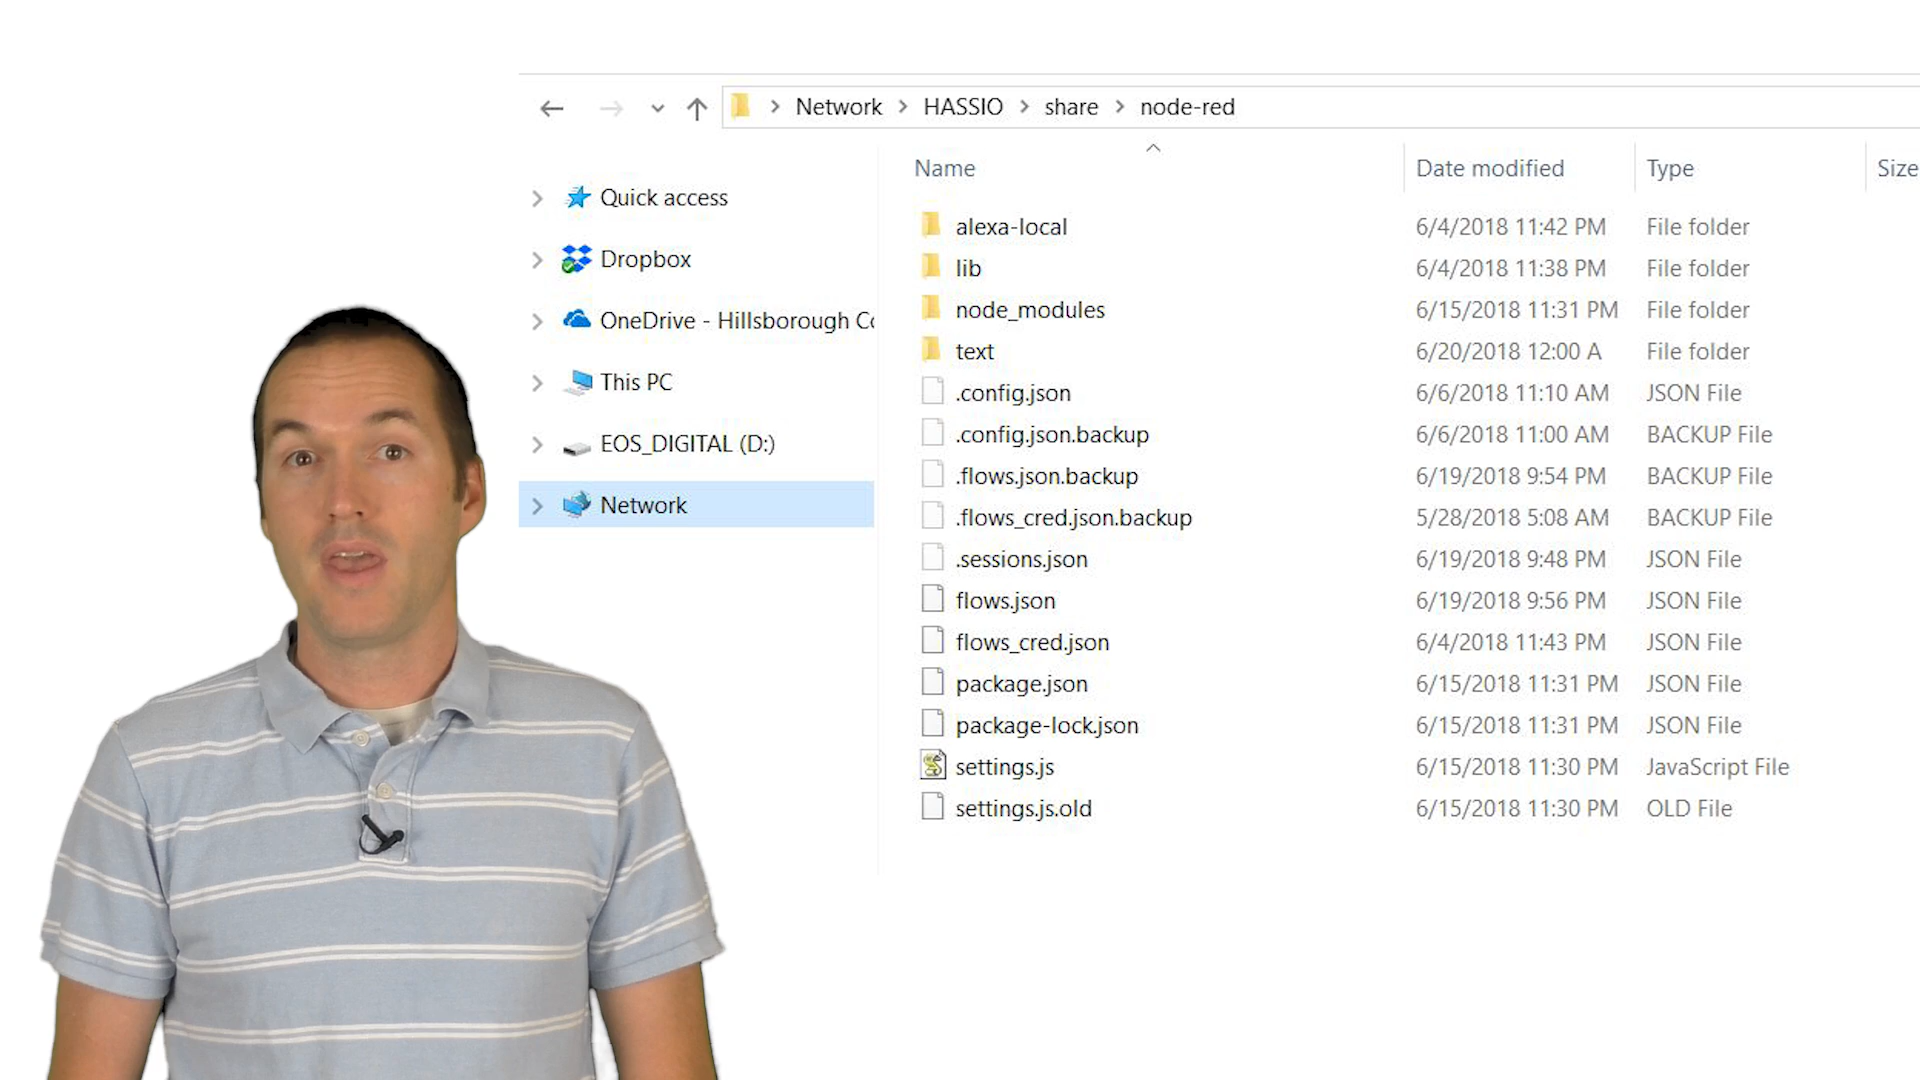 Network > HASSIO > share > node-red
Name Date modified Type Size
Quick access
Dropbox
OneDrive - Hillsborough Cc
This PC
EOS_DIGITAL (D:)
Network
alexa-local 6/4/2018 11:42 PM File folder
lib 6/4/2018 11:38 PM File folder
node_modules 6/15/2018 11:31 PM File folder
text 6/20/2018 12:00 A File folder
.config.json 6/6/2018 11:10 AM JSON File
.config.json.backup 6/6/2018 11:00 AM BACKUP File
.flows.json.backup 6/19/2018 9:54 PM BACKUP File
.flows_cred.json.backup 5/28/2018 5:08 AM BACKUP File
.sessions.json 6/19/2018 9:48 PM JSON File
flows.json 6/19/2018 9:56 PM JSON File
flows_cred.json 6/4/2018 11:43 PM JSON File
package.json 6/15/2018 11:31 PM JSON File
package-lock.json 6/15/2018 11:31 PM JSON File
settings.js 6/15/2018 11:30 PM JavaScript File
settings.js.old 6/15/2018 11:30 PM OLD File